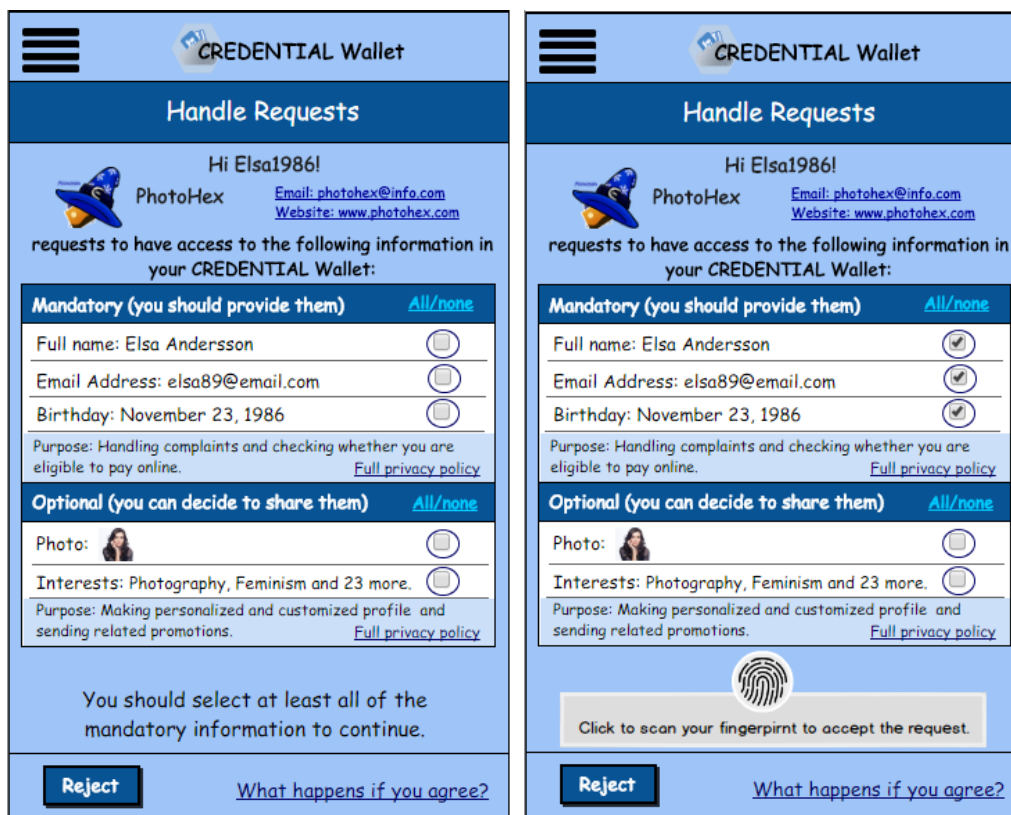 CREDENTIAL Wallet
Handle Requests
Hi Elsa1986!
PhotoHex
Email: photohex@info.com
Website: www.photohex.com
requests to have access to the following information in
your CREDENTIAL Wallet:
Mandatory (you should provide them) All/none
Full name: Elsa Andersson
Email Address: elsa89@email.com
Birthday: November 23, 1986
Purpose: Handling complaints and checking whether you are
eligible to pay online. Full privacy policy
Optional (you can decide to share them) All/none
Photo:
Interests: Photography, Feminism and 23 more.
Purpose: Making personalized and customized profile and
sending related promotions. Full privacy policy
You should select at least all of the
mandatory information to continue.
Reject What happens if you agree?
CREDENTIAL Wallet
Handle Requests
Hi Elsa1986!
PhotoHex
Email: photohex@info.com
Website: www.photohex.com
requests to have access to the following information in
your CREDENTIAL Wallet:
Mandatory (you should provide them) All/none
Full name: Elsa Andersson
Email Address: elsa89@email.com
Birthday: November 23, 1986
Purpose: Handling complaints and checking whether you are
eligible to pay online. Full privacy policy
Optional (you can decide to share them) All/none
Photo:
Interests: Photography, Feminism and 23 more.
Purpose: Making personalized and customized profile and
sending related promotions. Full privacy policy
Click to scan your fingerpirnt to accept the request.
Reject What happens if you agree?